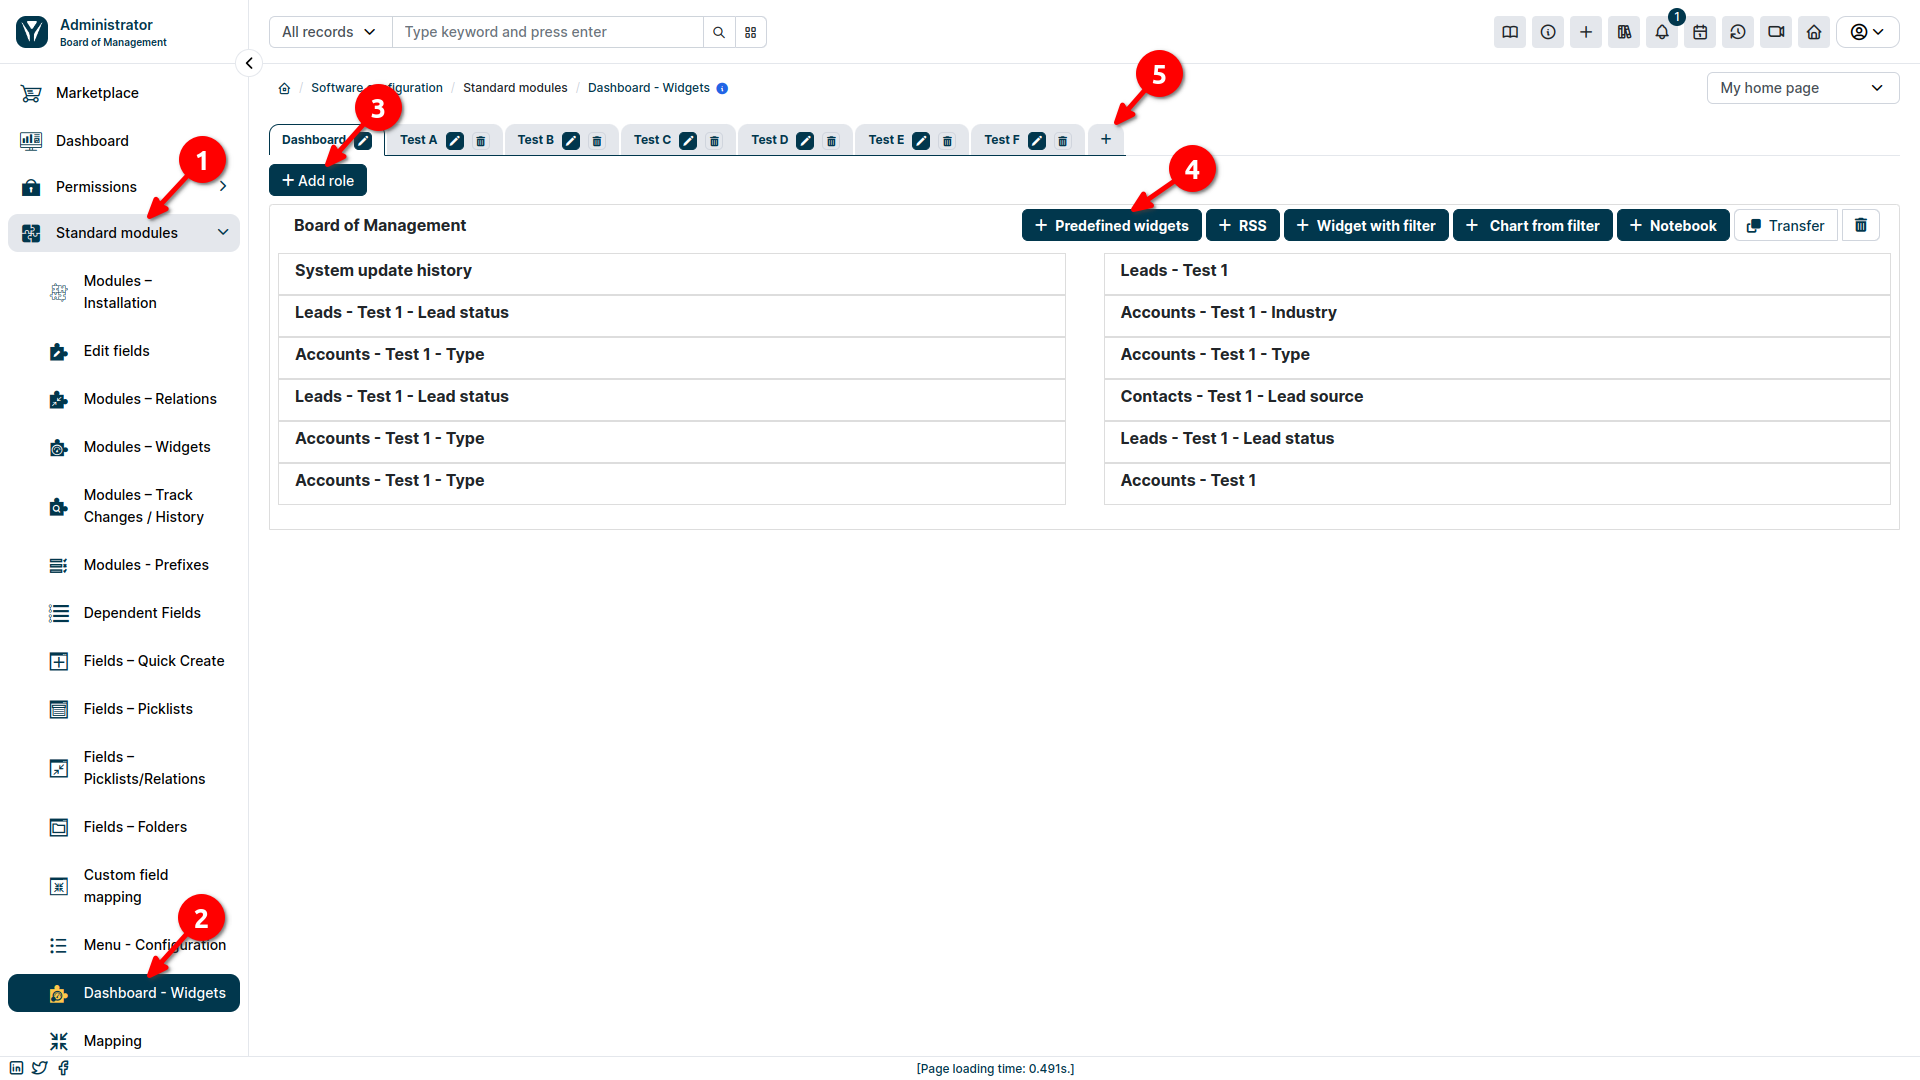 Administrator
Board of Management
All records
Type keyword and press enter
1
Marketplace
Dashboard
Permissions
Standard modules
Modules –
Installation
Edit fields
Modules – Relations
Modules – Widgets
Modules – Track
Changes / History
Modules - Prefixes
Dependent Fields
Fields – Quick Create
Fields – Picklists
Fields –
Picklists/Relations
Fields – Folders
Custom field
mapping
Menu - Configuration
Dashboard - Widgets
Mapping
1
2
/ Software configuration / Standard modules / Dashboard - Widgets
My home page
3
5
Dashboard Test A Test B Test C Test D Test E Test F +
+ Add role
4
Board of Management
+ Predefined widgets + RSS + Widget with filter + Chart from filter + Notebook Transfer
System update history
Leads - Test 1 - Lead status
Accounts - Test 1 - Type
Leads - Test 1 - Lead status
Accounts - Test 1 - Type
Accounts - Test 1 - Type
Leads - Test 1
Accounts - Test 1 - Industry
Accounts - Test 1 - Type
Contacts - Test 1 - Lead source
Leads - Test 1 - Lead status
Accounts - Test 1
[Page loading time: 0.491s.]